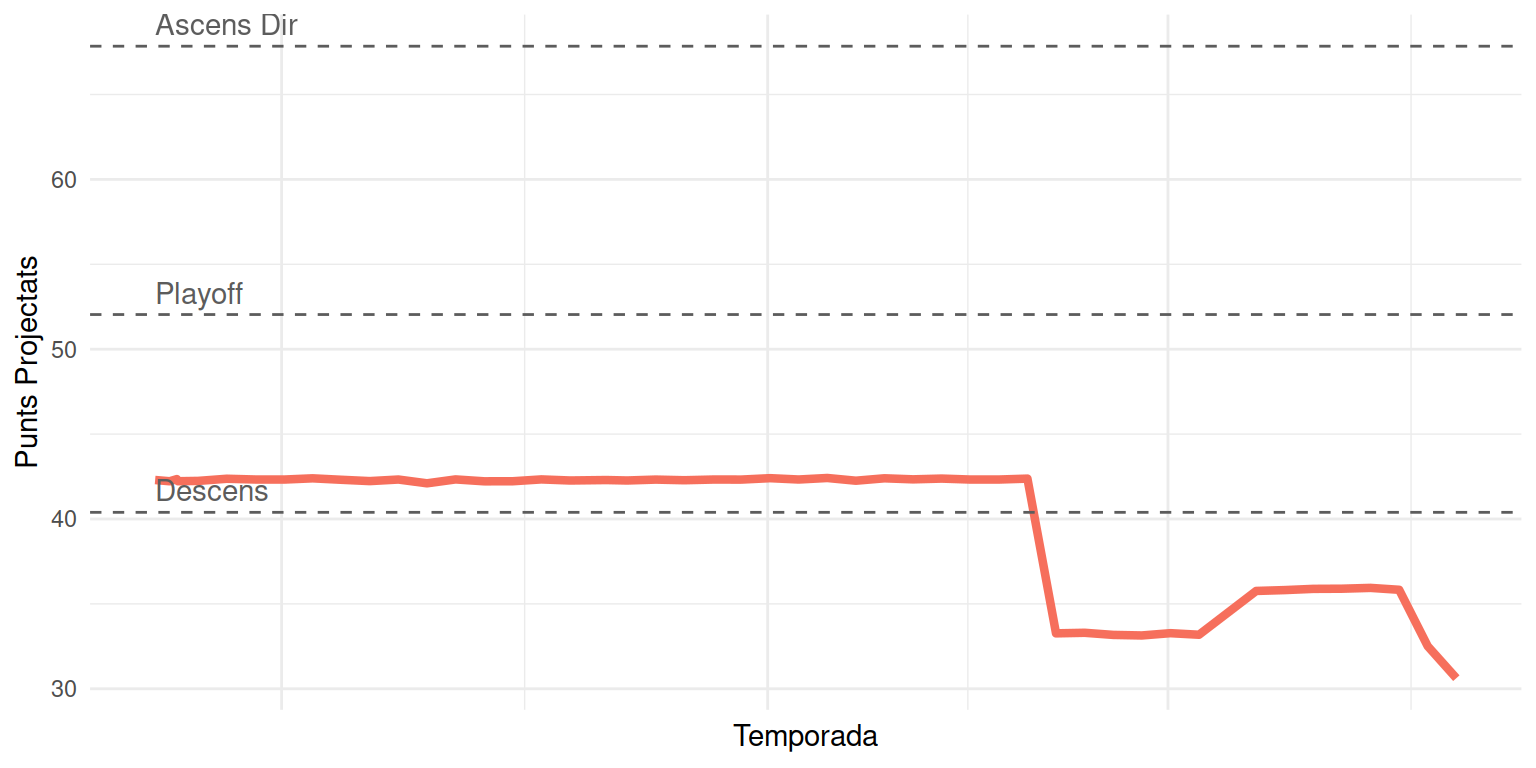 Ascens Dir
60
Playoff
50
Descens
40
30
Punts Projectats
Temporada